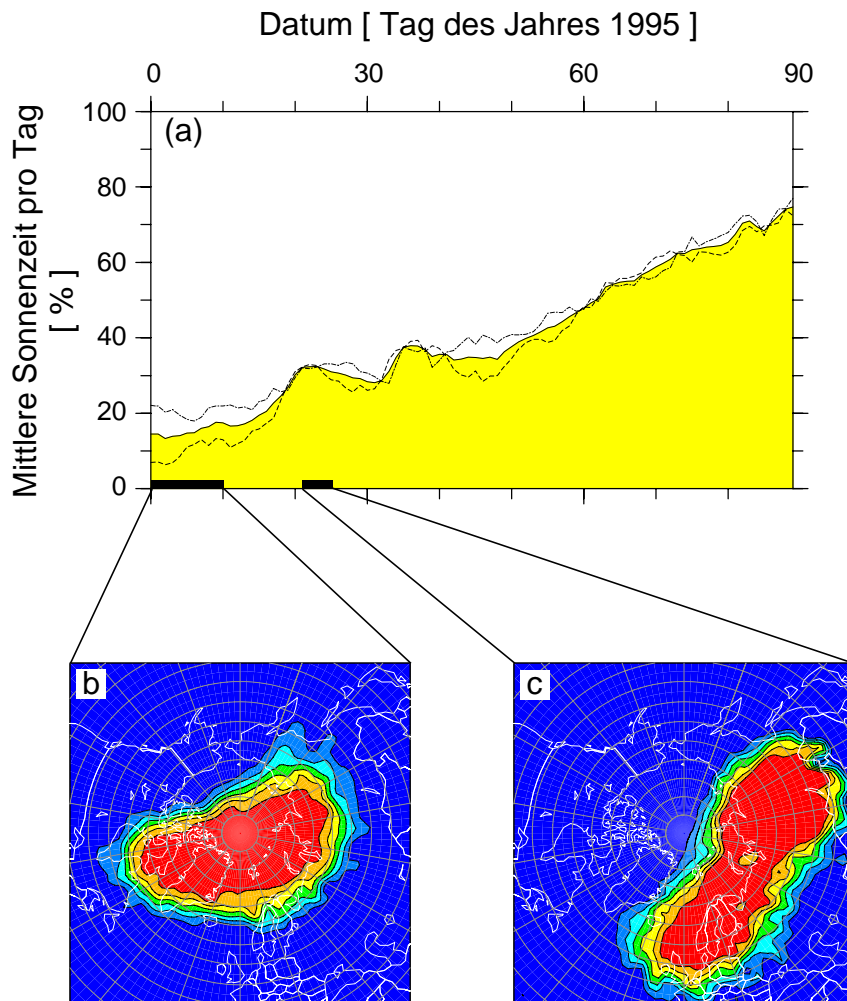 Datum [ Tag des Jahres 1995 ]
0 30 60 90
100
80
60
40
20
0
Mittlere Sonnenzeit pro Tag
[ % ]
(a)
b
c